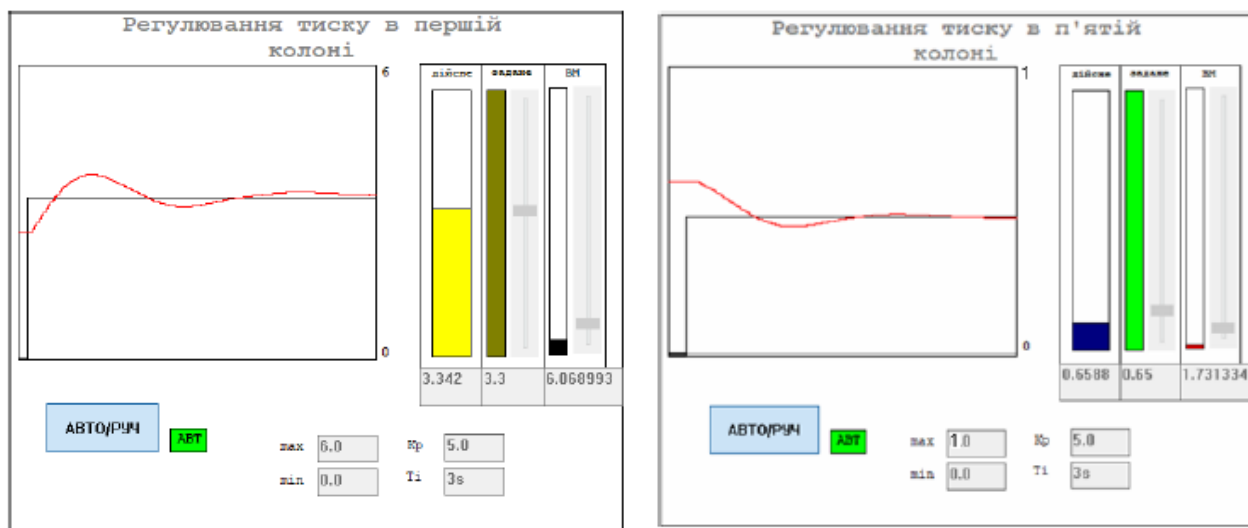 Регулювання тиску в першій
колоні
6
дійсне задане ВМ
0
3.342 3.3 6.068993
АВТО/РУЧ АВТ
max 6.0 Kp 5.0
min 0.0 Ti 3s
Регулювання тиску в п'ятій
колоні
1
дійсне задане ВМ
0
0.6588 0.65 1.731334
АВТО/РУЧ АВТ
max 1.0 Kp 5.0
min 0.0 Ti 3s